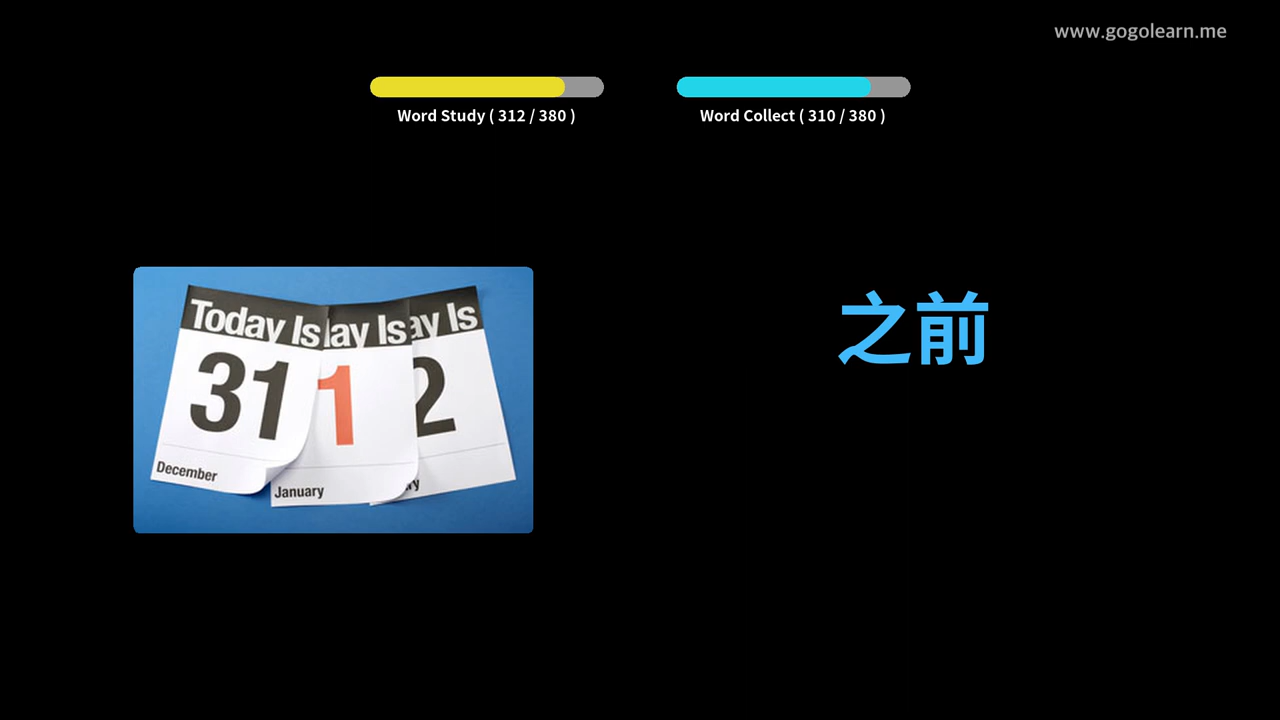 www.gogolearn.me
Word Study ( 312 / 380 )
Word Collect ( 310 / 380 )
Today Is
31
December
ay Is
1
January
ay Is
2
ry
之前